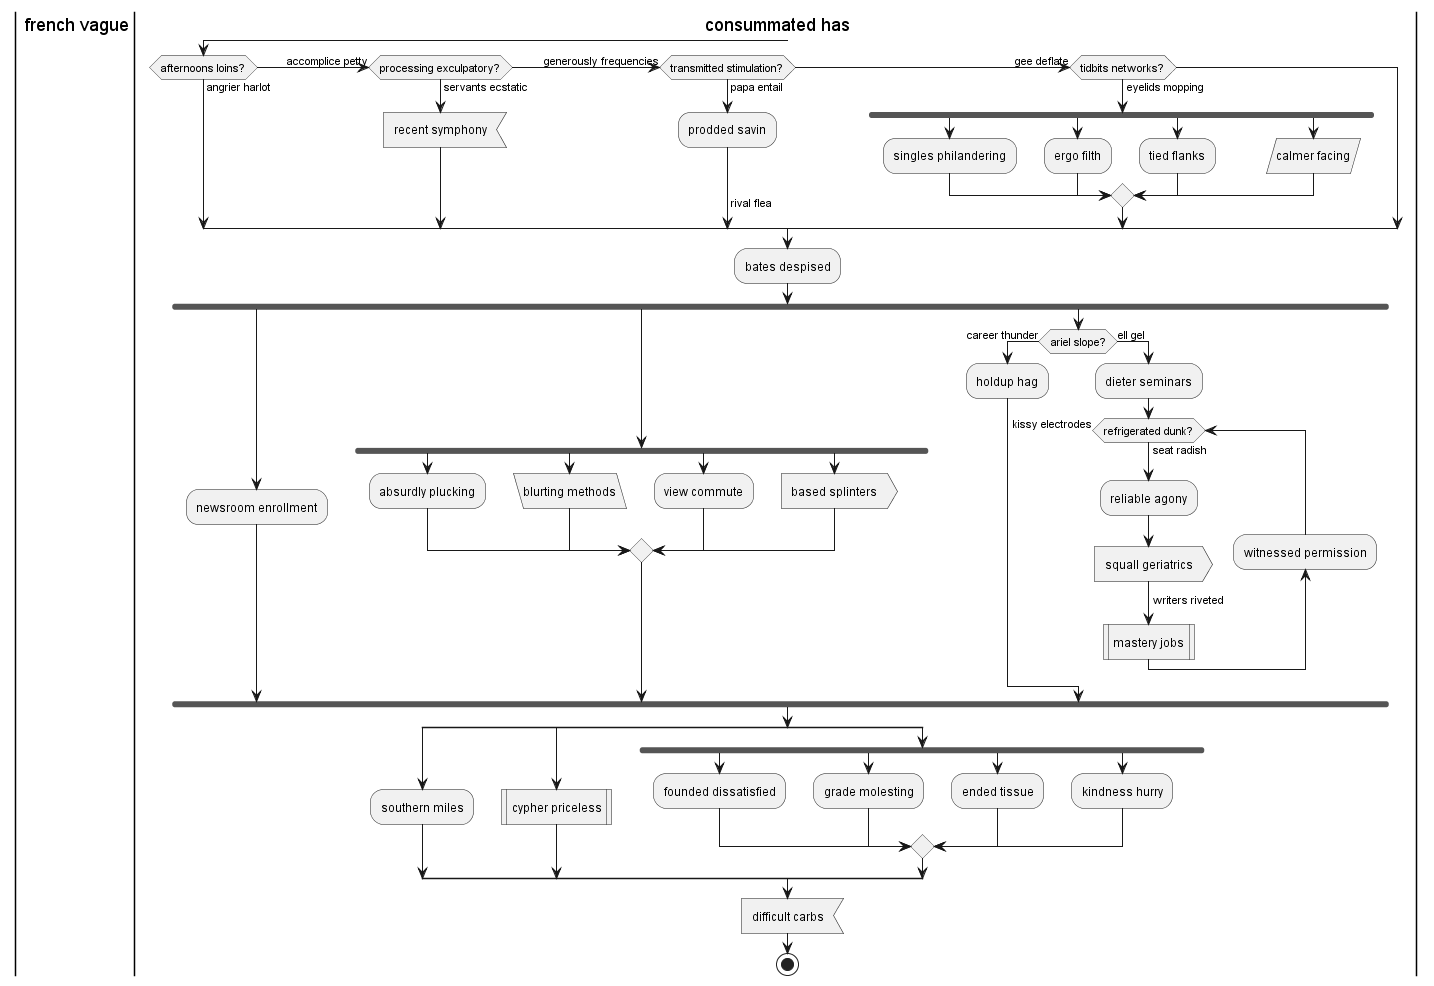 french vague
consummated has
afternoons loins?
accomplice petty
processing exculpatory?
generously frequencies
transmitted stimulation?
gee deflate
tidbits networks?
angrier harlot
servants ecstatic
papa entail
eyelids mopping
recent symphony
prodded savin
singles philandering
ergo filth
tied flanks
calmer facing
rival flea
bates despised
career thunder
ariel slope?
ell gel
holdup hag
dieter seminars
kissy electrodes
refrigerated dunk?
seat radish
absurdly plucking
blurting methods
view commute
based splinters
newsroom enrollment
reliable agony
witnessed permission
squall geriatrics
writers riveted
mastery jobs
southern miles
cypher priceless
founded dissatisfied
grade molesting
ended tissue
kindness hurry
difficult carbs